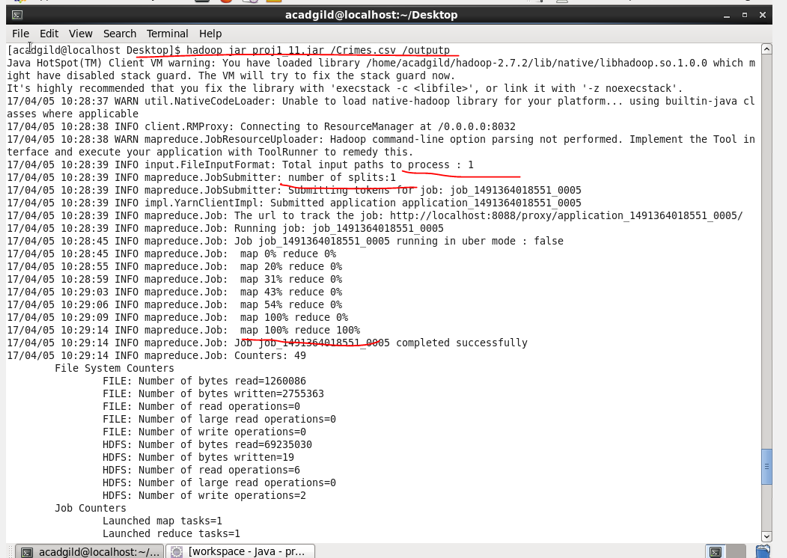 acadgild@localhost:~/Desktop
File Edit View Search Terminal Help
[acadgild@localhost Desktop]$ hadoop jar proj1_11.jar /Crimes.csv /outputp
Java HotSpot(TM) Client VM warning: You have loaded library /home/acadgild/hadoop-2.7.2/lib/native/libhadoop.so.1.0.0 which m
ight have disabled stack guard. The VM will try to fix the stack guard now.
It's highly recommended that you fix the library with 'execstack -c <libfile>', or link it with '-z noexecstack'.
17/04/05 10:28:37 WARN util.NativeCodeLoader: Unable to load native-hadoop library for your platform... using builtin-java cl
asses where applicable
17/04/05 10:28:38 INFO client.RMProxy: Connecting to ResourceManager at /0.0.0.0:8032
17/04/05 10:28:38 WARN mapreduce.JobResourceUploader: Hadoop command-line option parsing not performed. Implement the Tool in
terface and execute your application with ToolRunner to remedy this.
17/04/05 10:28:39 INFO input.FileInputFormat: Total input paths to process : 1
17/04/05 10:28:39 INFO mapreduce.JobSubmitter: number of splits:1
17/04/05 10:28:39 INFO mapreduce.JobSubmitter: Submitting tokens for job: job_1491364018551_0005
17/04/05 10:28:39 INFO impl.YarnClientImpl: Submitted application application_1491364018551_0005
17/04/05 10:28:39 INFO mapreduce.Job: The url to track the job: http://localhost:8088/proxy/application_1491364018551_0005/
17/04/05 10:28:39 INFO mapreduce.Job: Running job: job_1491364018551_0005
17/04/05 10:28:45 INFO mapreduce.Job: Job job_1491364018551_0005 running in uber mode : false
17/04/05 10:28:45 INFO mapreduce.Job:  map 0% reduce 0%
17/04/05 10:28:55 INFO mapreduce.Job:  map 20% reduce 0%
17/04/05 10:28:59 INFO mapreduce.Job:  map 31% reduce 0%
17/04/05 10:29:03 INFO mapreduce.Job:  map 43% reduce 0%
17/04/05 10:29:06 INFO mapreduce.Job:  map 54% reduce 0%
17/04/05 10:29:09 INFO mapreduce.Job:  map 100% reduce 0%
17/04/05 10:29:14 INFO mapreduce.Job:  map 100% reduce 100%
17/04/05 10:29:14 INFO mapreduce.Job: Job job_1491364018551_0005 completed successfully
17/04/05 10:29:14 INFO mapreduce.Job: Counters: 49
File System Counters
FILE: Number of bytes read=1260086
FILE: Number of bytes written=2755363
FILE: Number of read operations=0
FILE: Number of large read operations=0
FILE: Number of write operations=0
HDFS: Number of bytes read=69235030
HDFS: Number of bytes written=19
HDFS: Number of read operations=6
HDFS: Number of large read operations=0
HDFS: Number of write operations=2
Job Counters
Launched map tasks=1
Launched reduce tasks=1
acadgild@localhost:~/... [workspace - Java - pr...